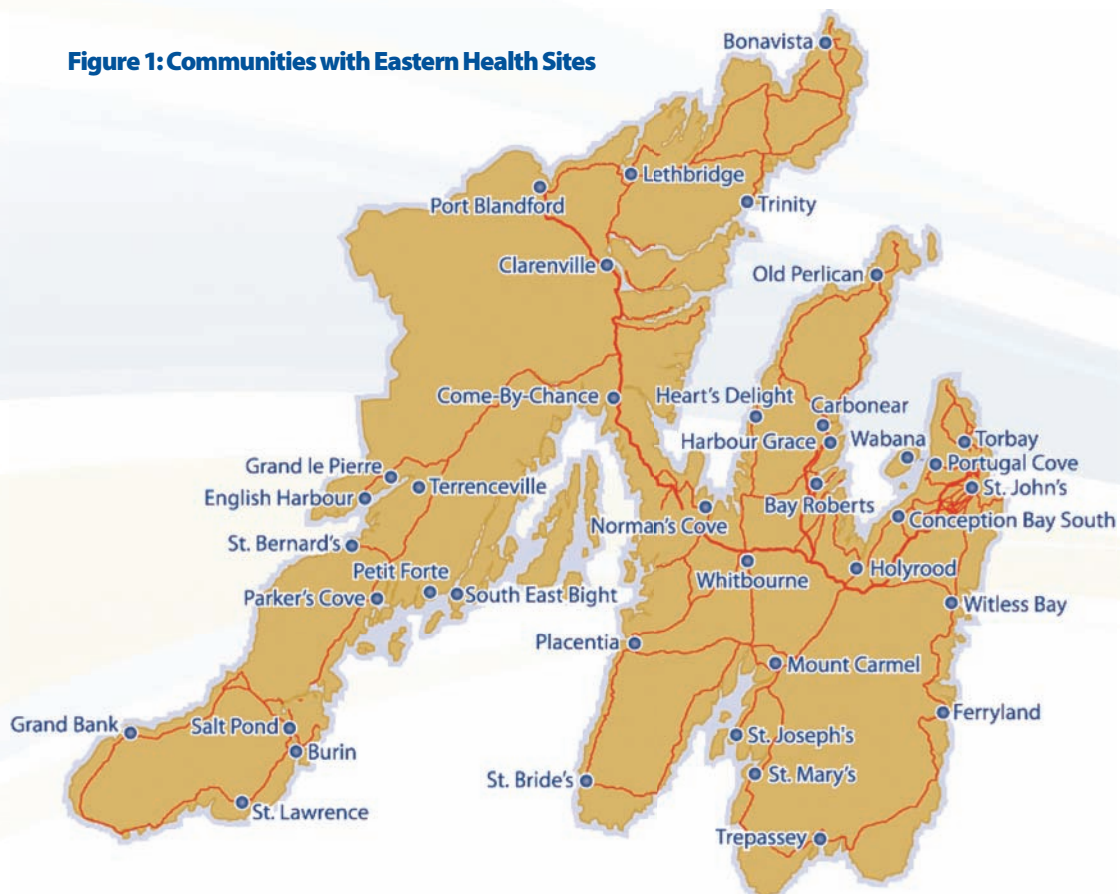 Figure 1: Communities with Eastern Health Sites
Bonavista
Lethbridge
Port Blandford
Trinity
Clarenville
Old Perlican
Come-By-Chance
Heart's Delight
Carbonear
Harbour Grace
Wabana
Torbay
Portugal Cove
Grand le Pierre
Terrenceville
St. John's
English Harbour
Bay Roberts
Norman's Cove
Conception Bay South
St. Bernard's
Petit Forte
Whitbourne
Holyrood
Parker's Cove
South East Bight
Witless Bay
Placentia
Mount Carmel
Grand Bank
Salt Pond
Ferryland
Burin
St. Joseph's
St. Bride's
St. Mary's
St. Lawrence
Trepassey